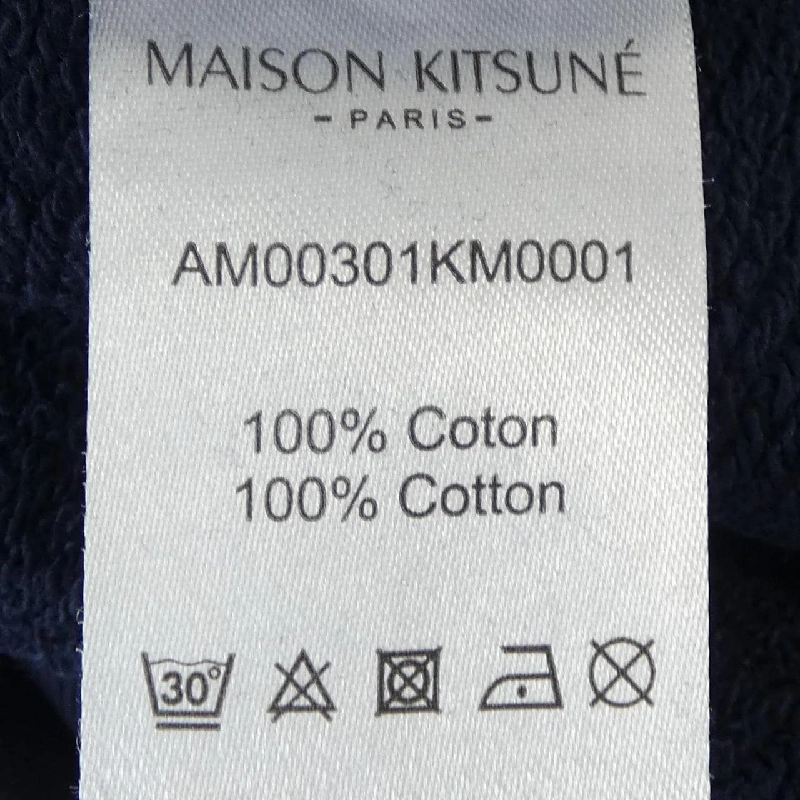 MAISON KITSUNÉ
- PARIS -
AM00301KM0001
100% Coton
100% Cotton
30°